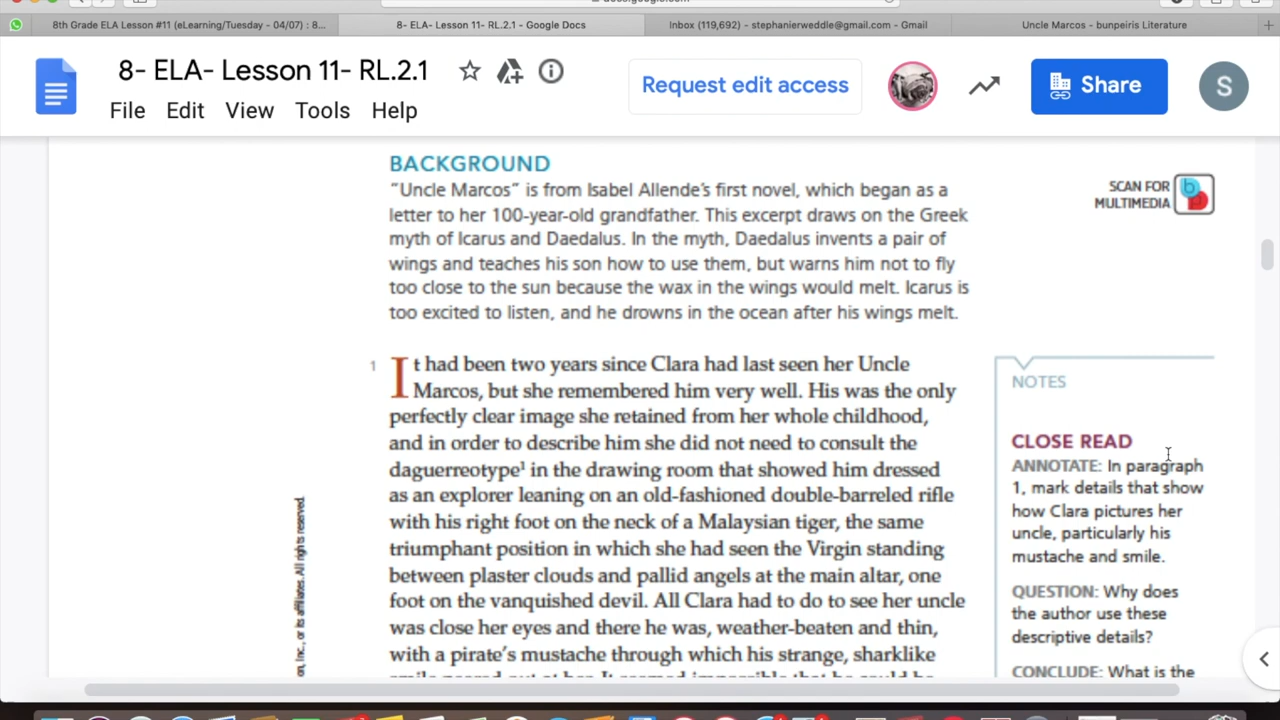 8th Grade ELA Lesson #11 (eLearning/Tuesday - 04/07) : 8...
8- ELA- Lesson 11- RL.2.1 - Google Docs
Inbox (119,692) - stephanierweddle@gmail.com - Gmail
Uncle Marcos - bunpeiris Literature
8- ELA- Lesson 11- RL.2.1
File Edit View Tools Help
Request edit access
Share
S
BACKGROUND
“Uncle Marcos” is from Isabel Allende’s first novel, which began as a
letter to her 100-year-old grandfather. This excerpt draws on the Greek
myth of Icarus and Daedalus. In the myth, Daedalus invents a pair of
wings and teaches his son how to use them, but warns him not to fly
too close to the sun because the wax in the wings would melt. Icarus is
too excited to listen, and he drowns in the ocean after his wings melt.
SCAN FOR
MULTIMEDIA
1
It had been two years since Clara had last seen her Uncle
Marcos, but she remembered him very well. His was the only
perfectly clear image she retained from her whole childhood,
and in order to describe him she did not need to consult the
daguerreotype¹ in the drawing room that showed him dressed
as an explorer leaning on an old-fashioned double-barreled rifle
with his right foot on the neck of a Malaysian tiger, the same
triumphant position in which she had seen the Virgin standing
between plaster clouds and pallid angels at the main altar, one
foot on the vanquished devil. All Clara had to do to see her uncle
was close her eyes and there he was, weather-beaten and thin,
with a pirate’s mustache through which his strange, sharklike
NOTES
CLOSE READ
ANNOTATE: In paragraph
1, mark details that show
how Clara pictures her
uncle, particularly his
mustache and smile.
QUESTION: Why does
the author use these
descriptive details?
CONCLUDE: What is the
on, Inc., or its affiliates. All rights reserved.